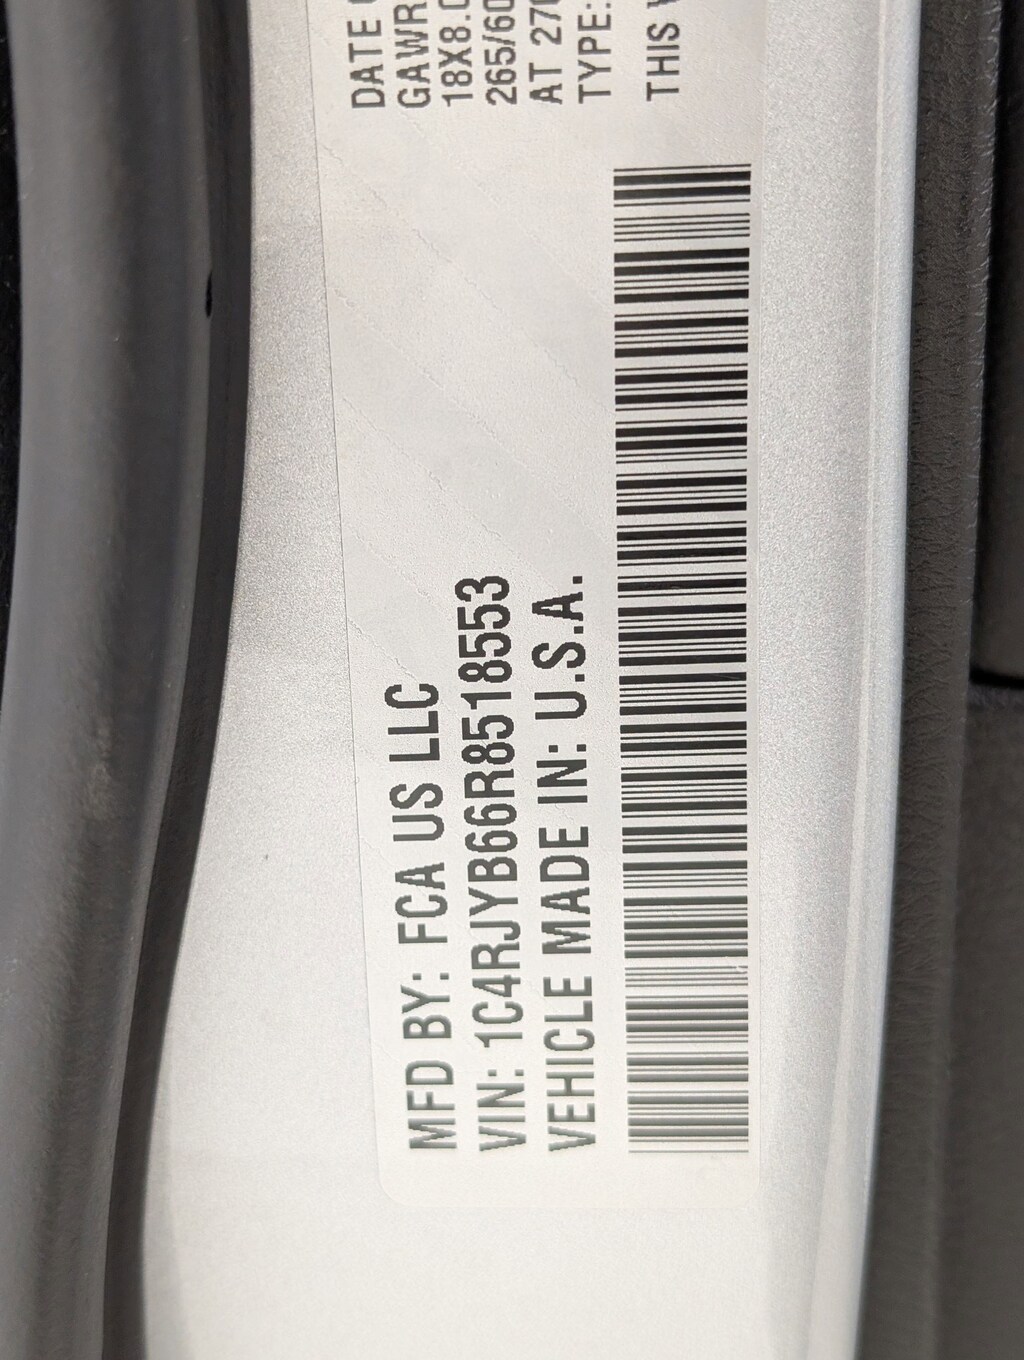 MFD BY: FCA US LLC
VIN: 1C4RJYB66R8518553
VEHICLE MADE IN: U.S.A.
DATE
GAWR
18X8.0
265/60
AT 270
TYPE:
THIS